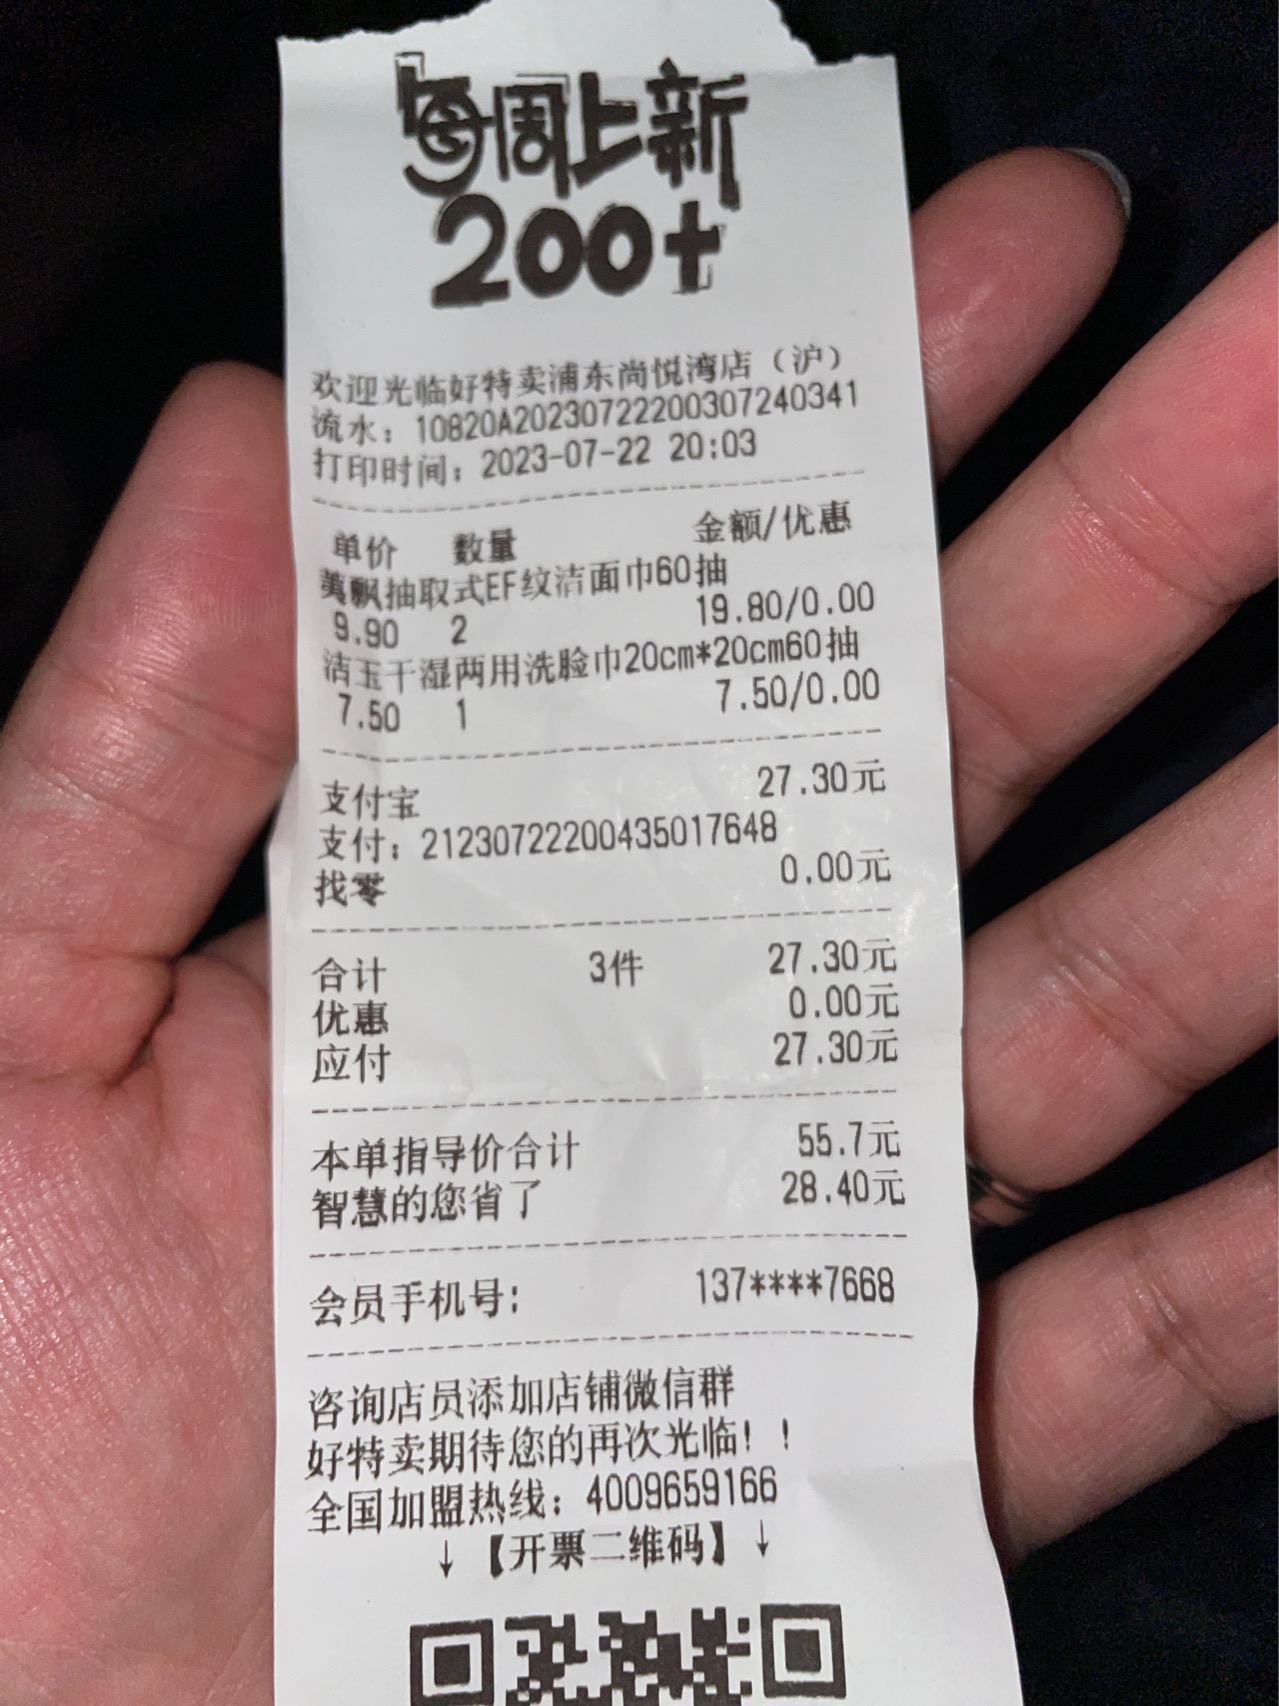 每周上新
200+
欢迎光临好特卖浦东尚悦湾店（沪）
流水：10820A20230722200307240341
打印时间：2023-07-22 20:03
单价 数量 金额/优惠
飘抽取式EF纹洁面巾60抽
9.90 2 19.80/0.00
洁玉干湿两用洗脸巾20cm*20cm60抽
7.50 1 7.50/0.00
支付宝 27.30元
支付：21230722200435017648
找零 0.00元
合计 3件 27.30元
优惠 0.00元
应付 27.30元
本单指导价合计 55.7元
智慧的您省了 28.40元
会员手机号: 137****7668
咨询店员添加店铺微信群
好特卖期待您的再次光临！！
全国加盟热线：4009659166
↓【开票二维码】↓